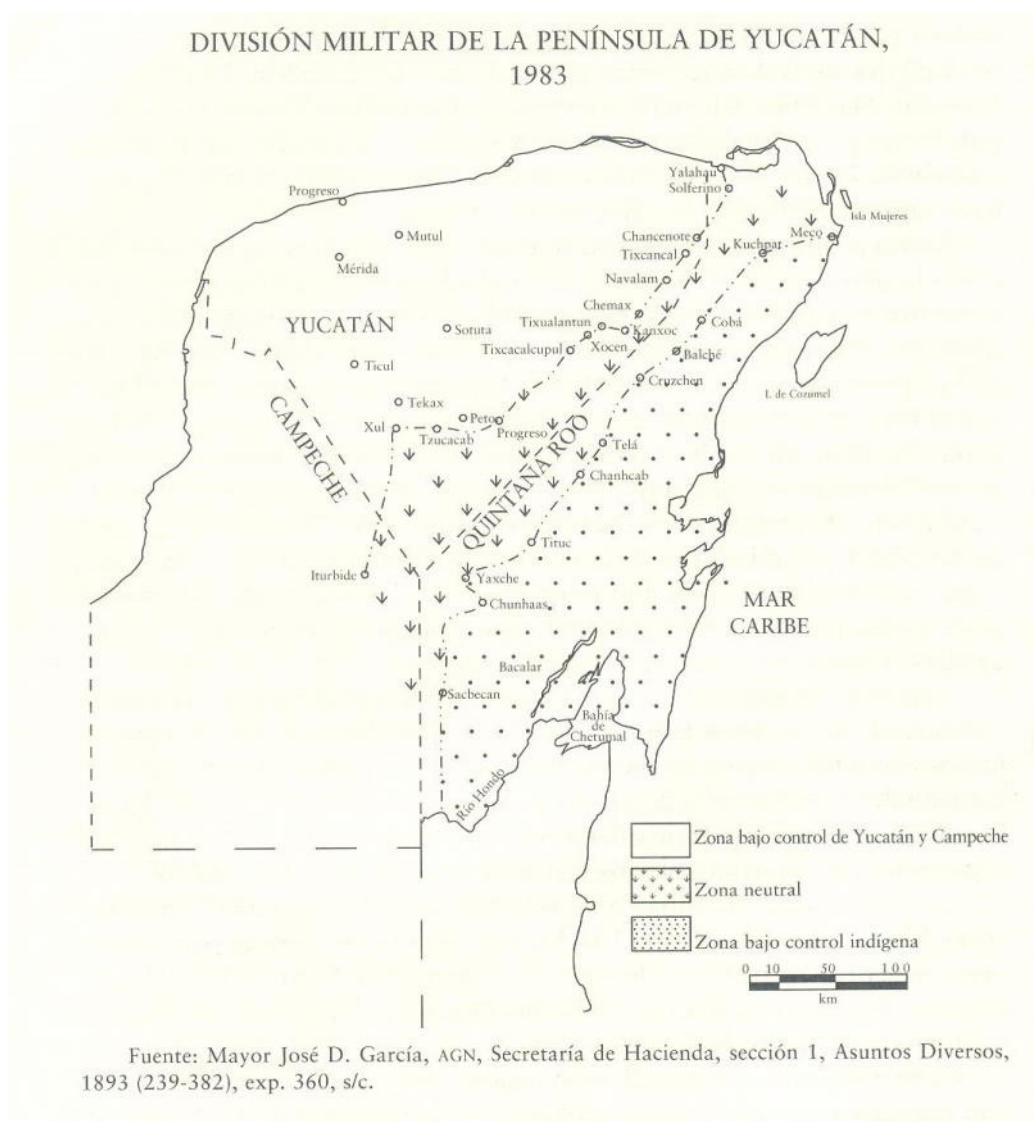 DIVISIÓN MILITAR DE LA PENÍNSULA DE YUCATÁN,
1983
Yalahau
Solferino
Progreso
Isla Mujeres
Mutul
Chancenote
Kuchpar
Meco
Tixcancal
Mérida
Navalam
Chemax
YUCATÁN
Sotuta
Tixualantun
Kanxoc
Cobá
Xocen
Tixcacalcupul
Balché
Ticul
Cruzchen
I. de Cozumel
Tekax
CAMPECHE
Peto
Xul
Tzucacab
Progreso
QUINTANA ROO
Telá
Chanhcab
Tituc
Iturbide
Yaxche
Chunhaas
MAR
CARIBE
Bacalar
Sacbecan
Bahía
de
Chetumal
Río Hondo
Zona bajo control de Yucatán y Campeche
Zona neutral
Zona bajo control indígena
0 10 50 100
km
Fuente: Mayor José D. García, AGN, Secretaría de Hacienda, sección 1, Asuntos Diversos,
1893 (239-382), exp. 360, s/c.